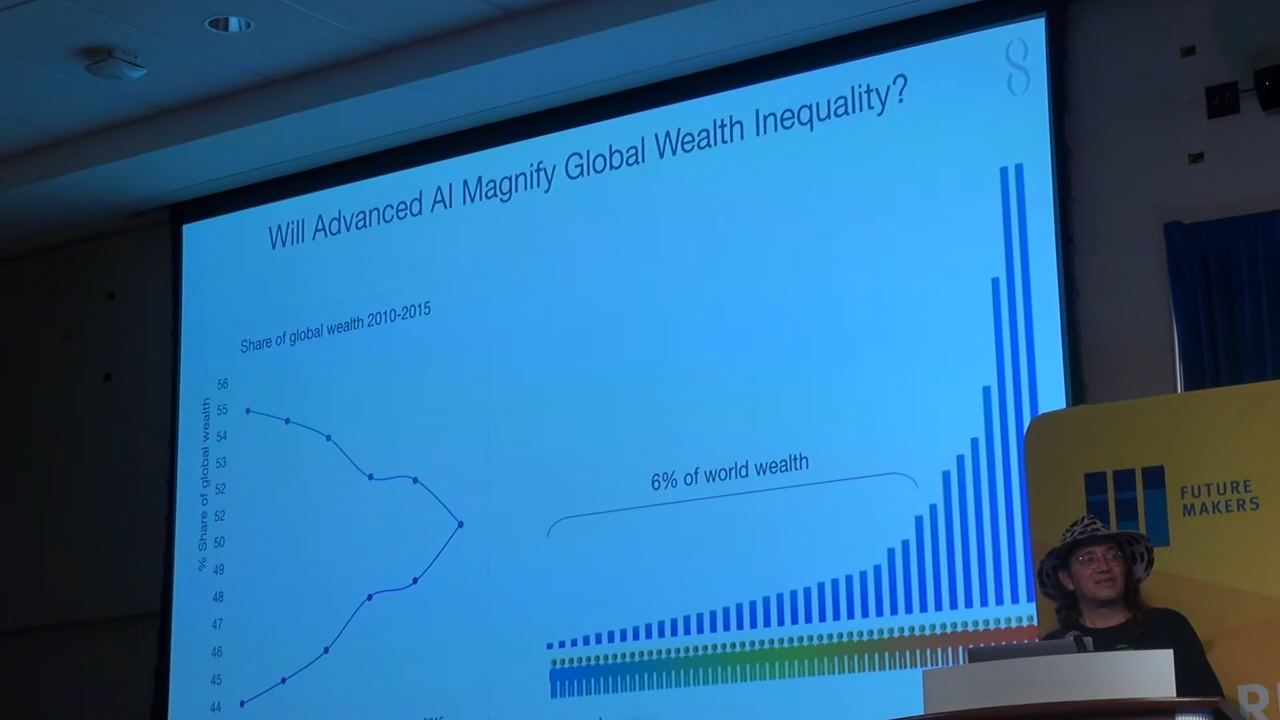 Will Advanced AI Magnify Global Wealth Inequality?
Share of global wealth 2010-2015
% Share of global wealth
56
55
54
53
52
52
50
49
48
47
46
45
44
6% of world wealth
FUTURE
MAKERS